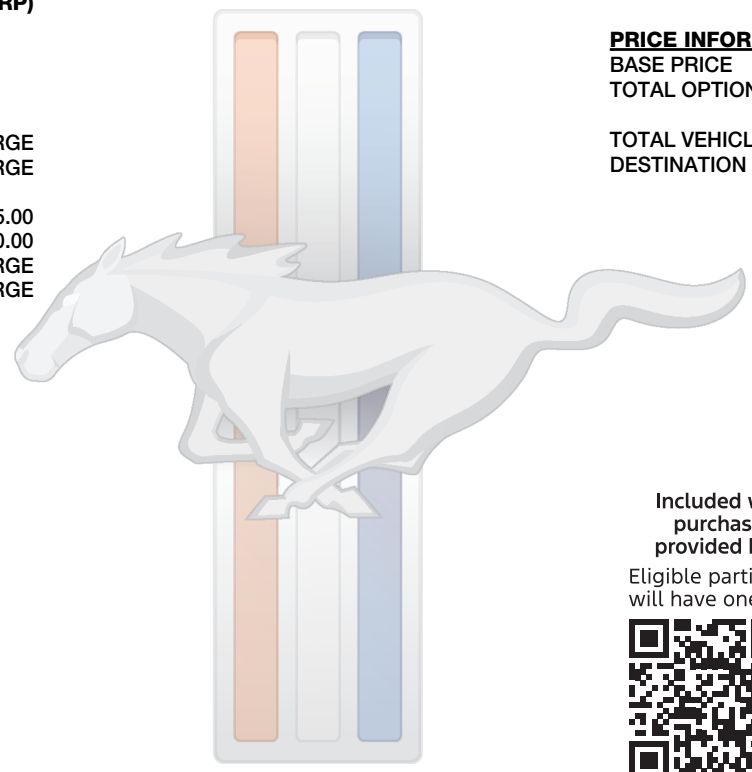 RP)
RGE
RGE
5.00
0.00
RGE
RGE
PRICE INFOR
BASE PRICE
TOTAL OPTION
TOTAL VEHICL
DESTINATION
Included w
purchas
provided b
Eligible parti
will have one